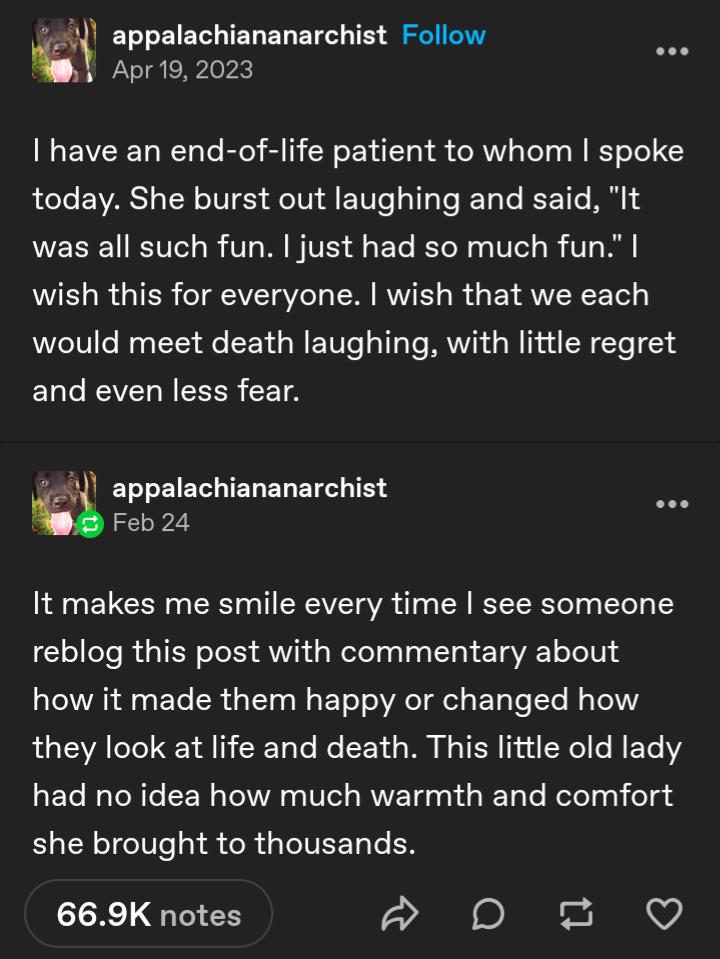 appalachiananarchist Follow
Apr 19, 2023
I have an end-of-life patient to whom I spoke
today. She burst out laughing and said, "It
was all such fun. I just had so much fun." I
wish this for everyone. I wish that we each
would meet death laughing, with little regret
and even less fear.
appalachiananarchist
Feb 24
It makes me smile every time I see someone
reblog this post with commentary about
how it made them happy or changed how
they look at life and death. This little old lady
had no idea how much warmth and comfort
she brought to thousands.
66.9K notes